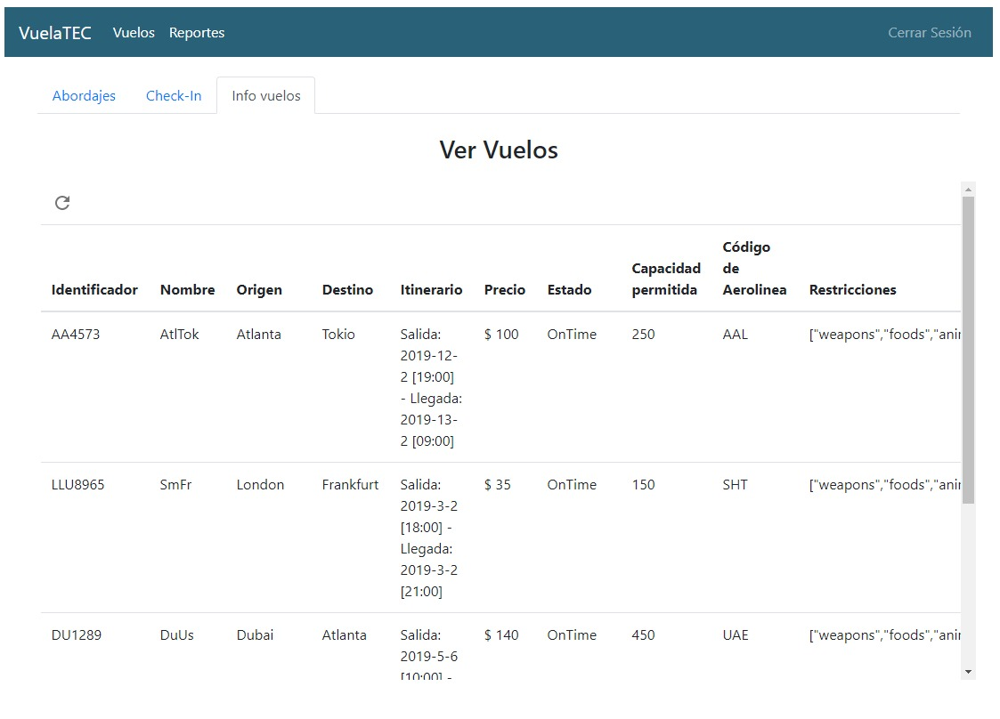 VuelaTEC Vuelos Reportes Cerrar Sesión
Abordajes Check-In Info vuelos
Ver Vuelos
Identificador Nombre Origen Destino Itinerario Precio Estado Capacidad permitida Código de Aerolinea Restricciones
AA4573 AtlTok Atlanta Tokio Salida: $ 100 OnTime 250 AAL ["weapons","foods","ani
2019-12-
2 [19:00]
- Llegada:
2019-13-
2 [09:00]
LLU8965 SmFr London Frankfurt Salida: $ 35 OnTime 150 SHT ["weapons","foods","ani
2019-3-2
[18:00] -
Llegada:
2019-3-2
[21:00]
DU1289 DuUs Dubai Atlanta Salida: $ 140 OnTime 450 UAE ["weapons","foods","ani
2019-5-6
[10:00] -